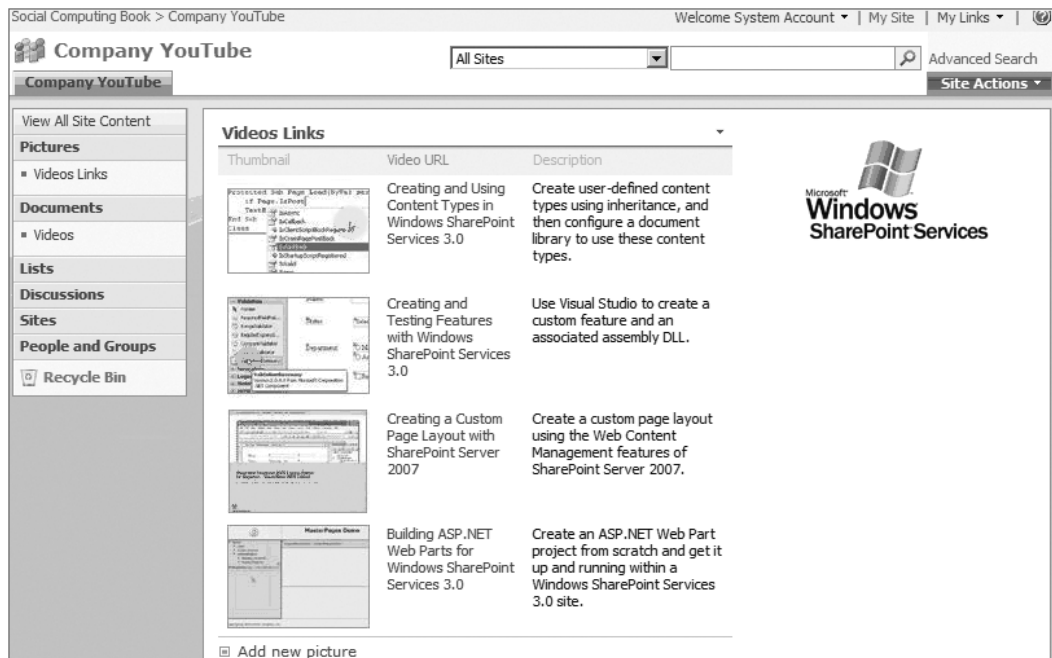 Social Computing Book > Company YouTube
Welcome System Account | My Site | My Links |
Company YouTube
All Sites
Advanced Search
Company YouTube
Site Actions
View All Site Content
Pictures
Videos Links
Documents
Videos
Lists
Discussions
Sites
People and Groups
Recycle Bin
Videos Links
Thumbnail Video URL Description
Creating and Using
Content Types in
Windows SharePoint
Services 3.0
Create user-defined content
types using inheritance, and
then configure a document
library to use these content
types.
Creating and
Testing Features
with Windows
SharePoint Services
3.0
Use Visual Studio to create a
custom feature and an
associated assembly DLL.
Creating a Custom
Page Layout with
SharePoint Server
2007
Create a custom page layout
using the Web Content
Management features of
SharePoint Server 2007.
Master Pages Demo
Building ASP.NET
Web Parts for
Windows SharePoint
Services 3.0
Create an ASP.NET Web Part
project from scratch and get it
up and running within a
Windows SharePoint Services
3.0 site.
Add new picture
Microsoft
Windows
SharePoint Services